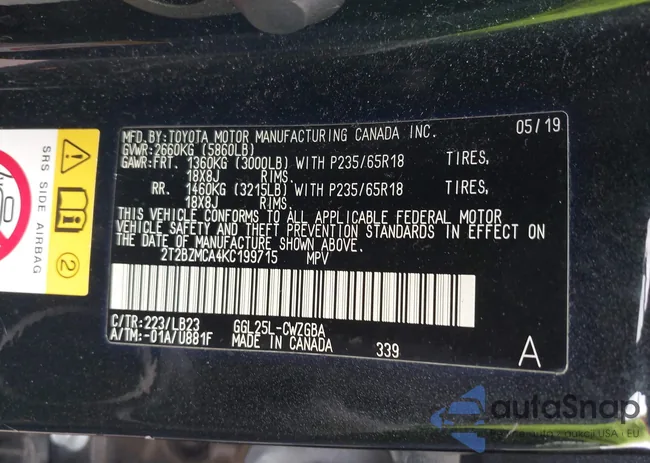 MFD. BY: TOYOTA MOTOR MANUFACTURING CANADA INC. 05/19
GVWR: 2660KG (5860LB)
GAWR: FRT. 1360KG (3000LB) WITH P235/65R18 TIRES,
18X8J RIMS.
RR. 1460KG (3215LB) WITH P235/65R18 TIRES,
18X8J RIMS.
THIS VEHICLE CONFORMS TO ALL APPLICABLE FEDERAL MOTOR
VEHICLE SAFETY AND THEFT PREVENTION STANDARDS IN EFFECT ON
THE DATE OF MANUFACTURE SHOWN ABOVE.
2T2BZMCA4KC199715 MPV
C/TR: 223/LB23 GGL25L-CWZGBA
A/TM: -01A/U881F MADE IN CANADA 339 A
SRS SIDE AIRBAG
2
autoSnap